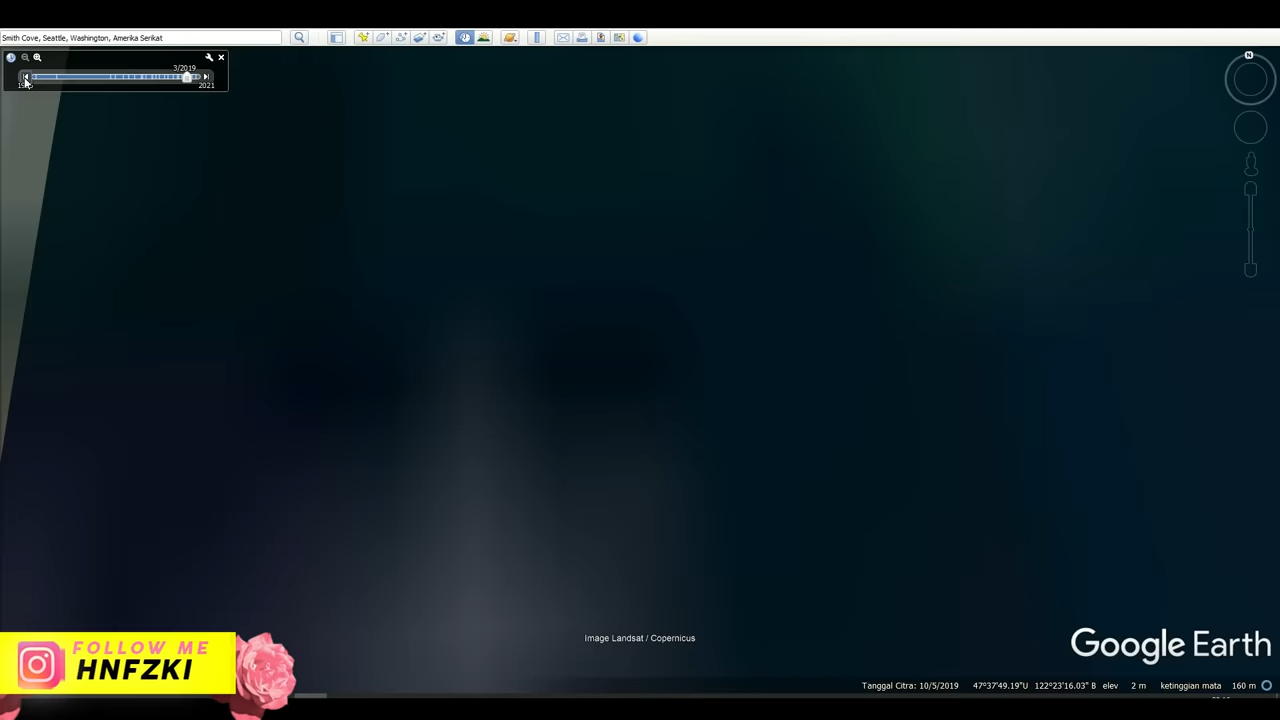 Smith Cove, Seattle, Washington, Amerika Serikat
3/2019
2021
N
Image Landsat / Copernicus
Google Earth
FOLLOW ME
HNFZKI
Tanggal Citra: 10/5/2019 47°37'49.19"U 122°23'16.03" B elev 2 m ketinggian mata 160 m